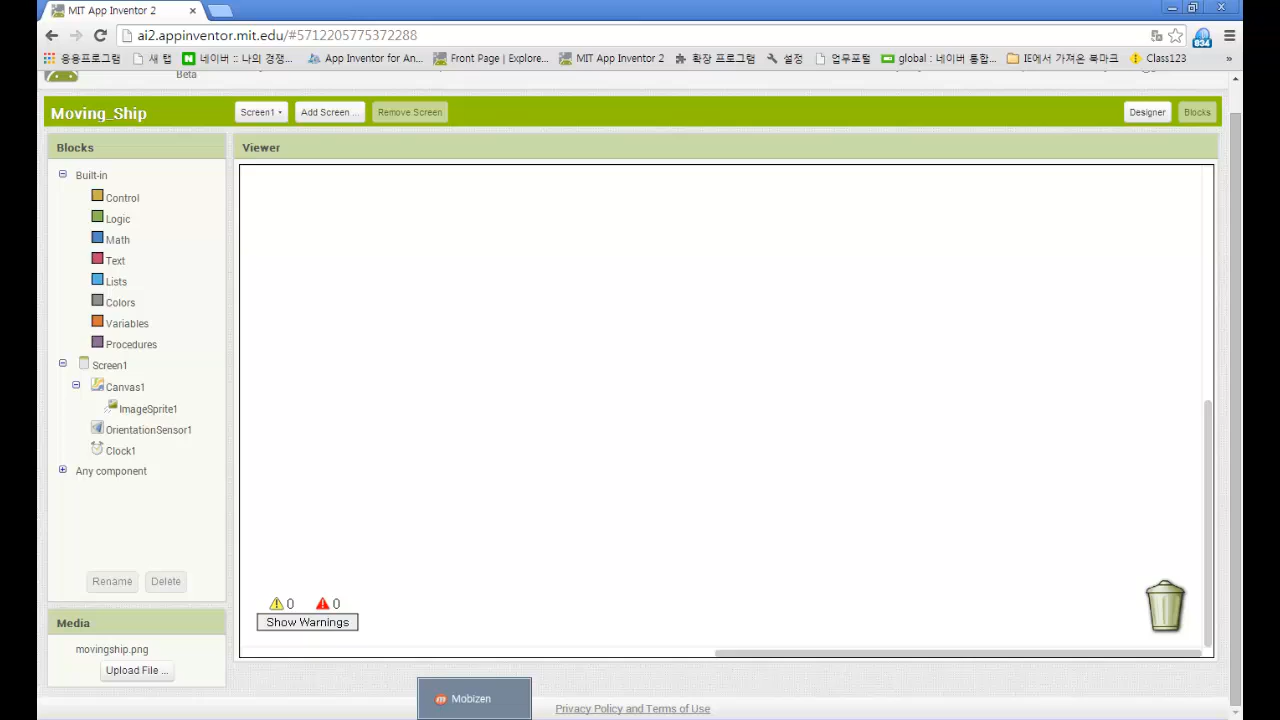 MIT App Inventor 2
ai2.appinventor.mit.edu/#5712205775372288
응용프로그램 새 탭 네이버 :: 나의 경쟁... App Inventor for An... Front Page | Explore... MIT App Inventor 2 확장 프로그램 설정 업무포털 global : 네이버 통합... IE에서 가져온 북마크 Class123 »
834
Beta
Moving_Ship Screen1 Add Screen ... Remove Screen Designer Blocks
Blocks
Viewer
Built-in
Control
Logic
Math
Text
Lists
Colors
Variables
Procedures
Screen1
Canvas1
ImageSprite1
OrientationSensor1
Clock1
Any component
Rename Delete
0 0
Show Warnings
Media
movingship.png
Upload File ...
Mobizen
Privacy Policy and Terms of Use